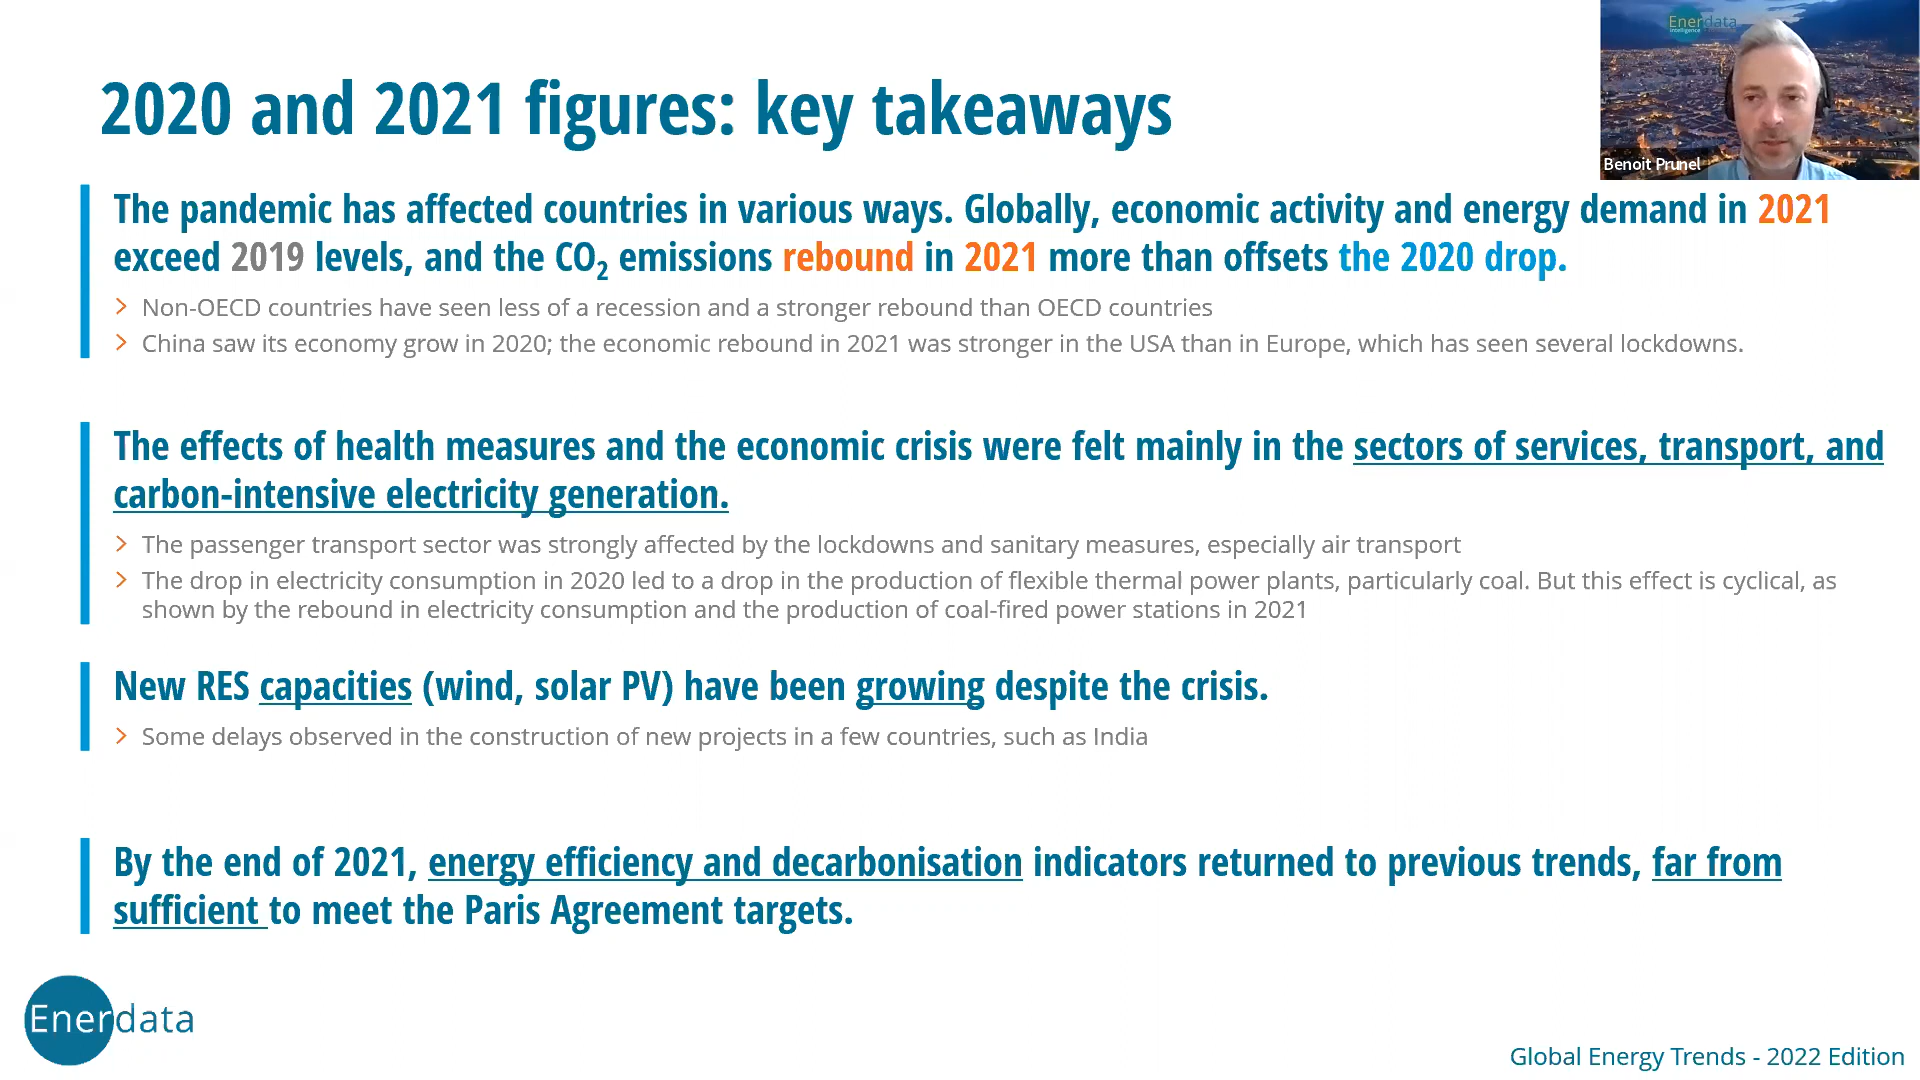 Enerdata
intelligence
Benoit Prunel
2020 and 2021 figures: key takeaways
The pandemic has affected countries in various ways. Globally, economic activity and energy demand in 2021
exceed 2019 levels, and the CO₂ emissions rebound in 2021 more than offsets the 2020 drop.
> Non-OECD countries have seen less of a recession and a stronger rebound than OECD countries
> China saw its economy grow in 2020; the economic rebound in 2021 was stronger in the USA than in Europe, which has seen several lockdowns.
The effects of health measures and the economic crisis were felt mainly in the sectors of services, transport, and
carbon-intensive electricity generation.
> The passenger transport sector was strongly affected by the lockdowns and sanitary measures, especially air transport
> The drop in electricity consumption in 2020 led to a drop in the production of flexible thermal power plants, particularly coal. But this effect is cyclical, as
shown by the rebound in electricity consumption and the production of coal-fired power stations in 2021
New RES capacities (wind, solar PV) have been growing despite the crisis.
> Some delays observed in the construction of new projects in a few countries, such as India
By the end of 2021, energy efficiency and decarbonisation indicators returned to previous trends, far from
sufficient to meet the Paris Agreement targets.
Enerdata
Global Energy Trends - 2022 Edition